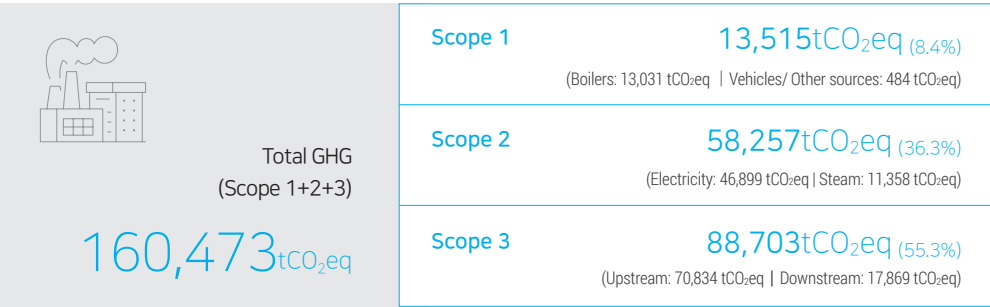 Total GHG
(Scope 1+2+3)
160,473tCO₂eq
Scope 1 13,515tCO₂eq (8.4%)
(Boilers: 13,031 tCO₂eq | Vehicles/ Other sources: 484 tCO₂eq)
Scope 2 58,257tCO₂eq (36.3%)
(Electricity: 46,899 tCO₂eq | Steam: 11,358 tCO₂eq)
Scope 3 88,703tCO₂eq (55.3%)
(Upstream: 70,834 tCO₂eq | Downstream: 17,869 tCO₂eq)